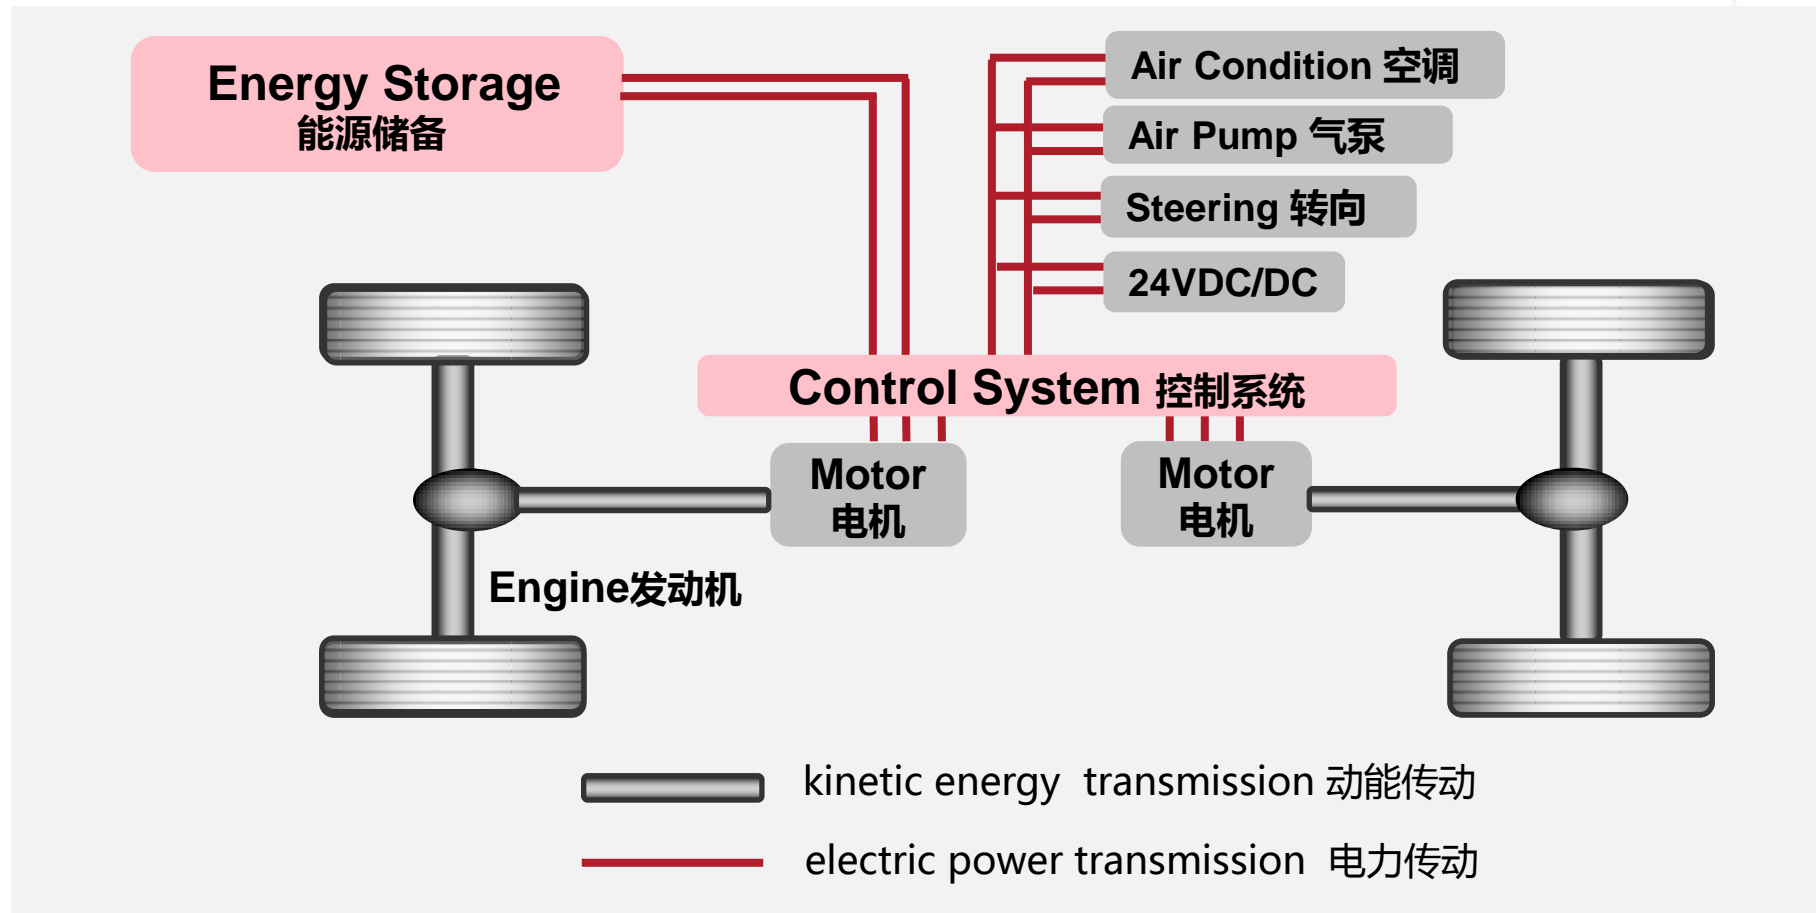 Energy Storage
能源储备
Air Condition 空调
Air Pump 气泵
Steering 转向
24VDC/DC
Control System 控制系统
Motor
电机
Motor
电机
Engine发动机
kinetic energy  transmission 动能传动
electric power transmission  电力传动